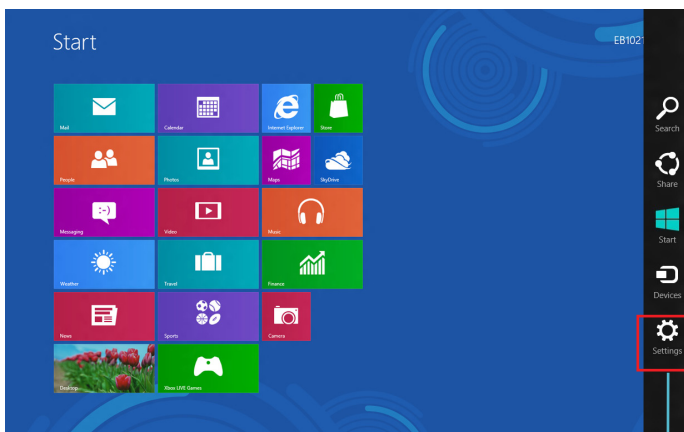 Start
EB1021
Mail
Calendar
Internet Explorer
Store
People
Photos
Maps
SkyDrive
Messaging
:-)
Video
Music
Weather
Travel
Finance
News
Sports
Camera
Desktop
Xbox LIVE Games
Search
Share
Start
Devices
Settings